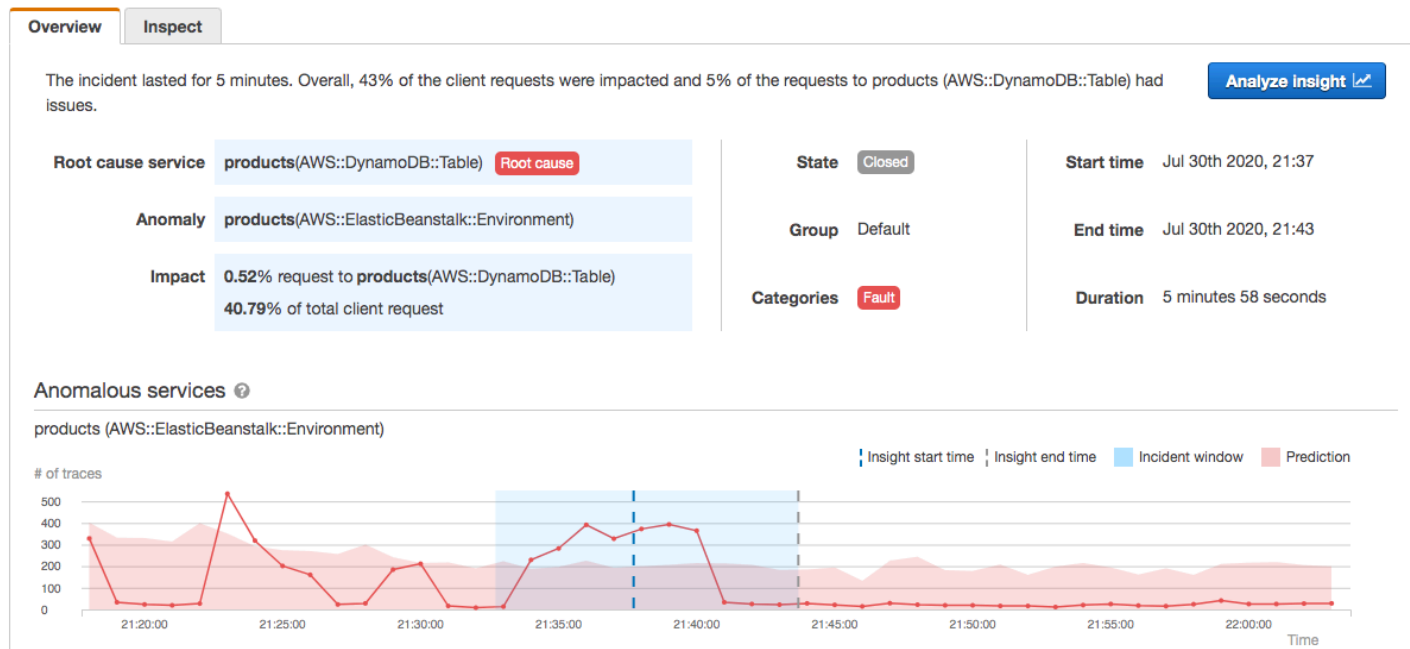 Overview Inspect
The incident lasted for 5 minutes. Overall, 43% of the client requests were impacted and 5% of the requests to products (AWS::DynamoDB::Table) had
issues.
Analyze insight
Root cause service products(AWS::DynamoDB::Table) Root cause
Anomaly products(AWS::ElasticBeanstalk::Environment)
Impact 0.52% request to products(AWS::DynamoDB::Table)
40.79% of total client request
State Closed
Group Default
Categories Fault
Start time Jul 30th 2020, 21:37
End time Jul 30th 2020, 21:43
Duration 5 minutes 58 seconds
Anomalous services ?
products (AWS::ElasticBeanstalk::Environment)
Insight start time Insight end time Incident window Prediction
# of traces
500
400
300
200
100
0
21:20:00 21:25:00 21:30:00 21:35:00 21:40:00 21:45:00 21:50:00 21:55:00 22:00:00
Time